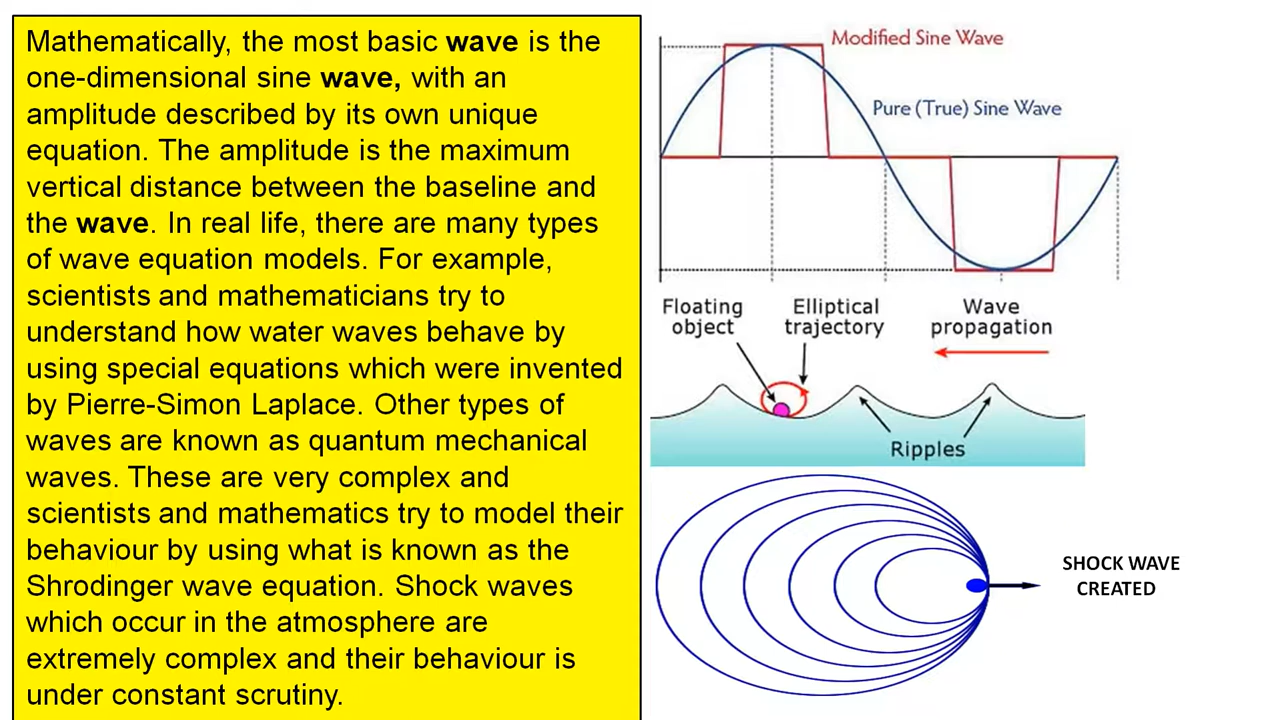 Mathematically, the most basic wave is the
one-dimensional sine wave, with an
amplitude described by its own unique
equation. The amplitude is the maximum
vertical distance between the baseline and
the wave. In real life, there are many types
of wave equation models. For example,
scientists and mathematicians try to
understand how water waves behave by
using special equations which were invented
by Pierre-Simon Laplace. Other types of
waves are known as quantum mechanical
waves. These are very complex and
scientists and mathematics try to model their
behaviour by using what is known as the
Shrodinger wave equation. Shock waves
which occur in the atmosphere are
extremely complex and their behaviour is
under constant scrutiny.
Modified Sine Wave
Pure (True) Sine Wave
Floating
object
Elliptical
trajectory
Wave
propagation
Ripples
SHOCK WAVE
CREATED